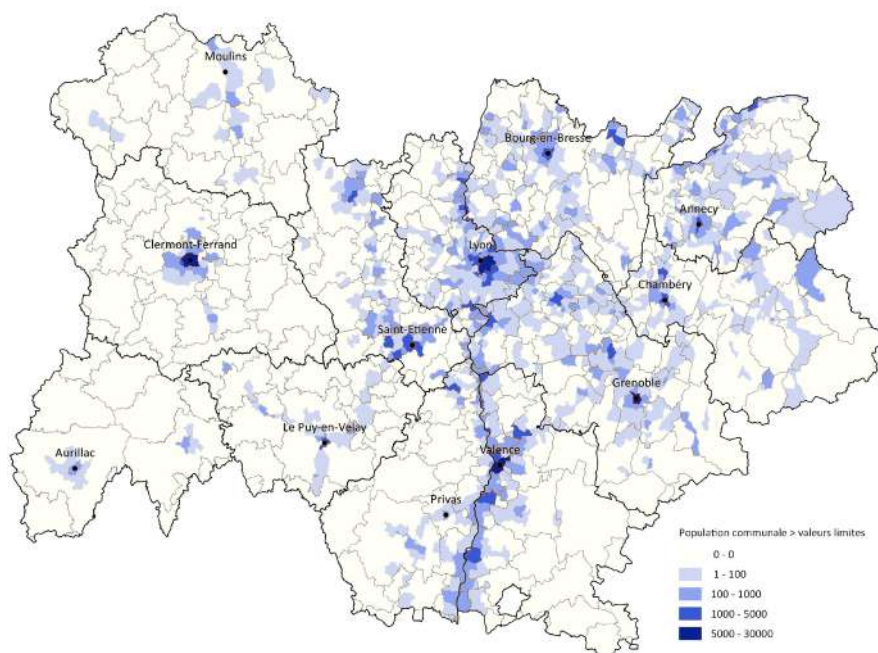 Moulins
Bourg-en-Bresse
Annecy
Clermont-Ferrand
Lyon
Chambéry
Saint-Etienne
Grenoble
Le Puy-en-Velay
Aurillac
Valence
Privas
Population communale > valeurs limites
0 - 0
1 - 100
100 - 1000
1000 - 5000
5000 - 30000